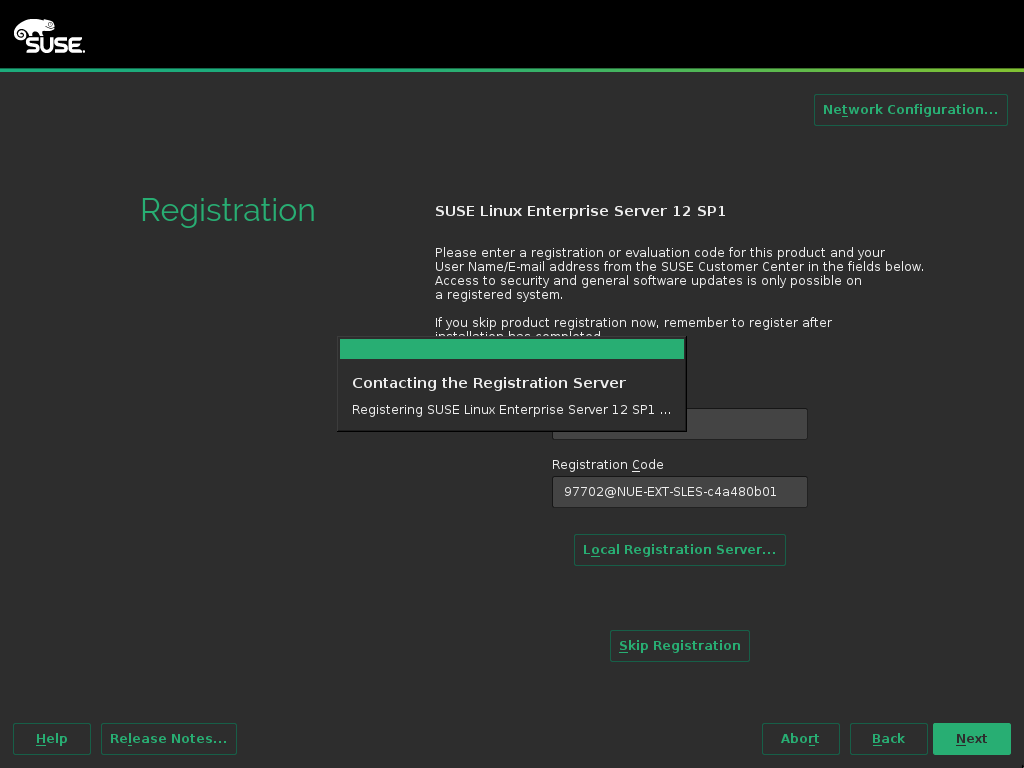 SUSE
Network Configuration...
Registration
SUSE Linux Enterprise Server 12 SP1
Please enter a registration or evaluation code for this product and your
User Name/E-mail address from the SUSE Customer Center in the fields below.
Access to security and general software updates is only possible on
a registered system.
If you skip product registration now, remember to register after
installation has completed.
Contacting the Registration Server
Registering SUSE Linux Enterprise Server 12 SP1 ...
Registration Code
97702@NUE-EXT-SLES-c4a480b01
Local Registration Server...
Skip Registration
Help
Release Notes...
Abort
Back
Next